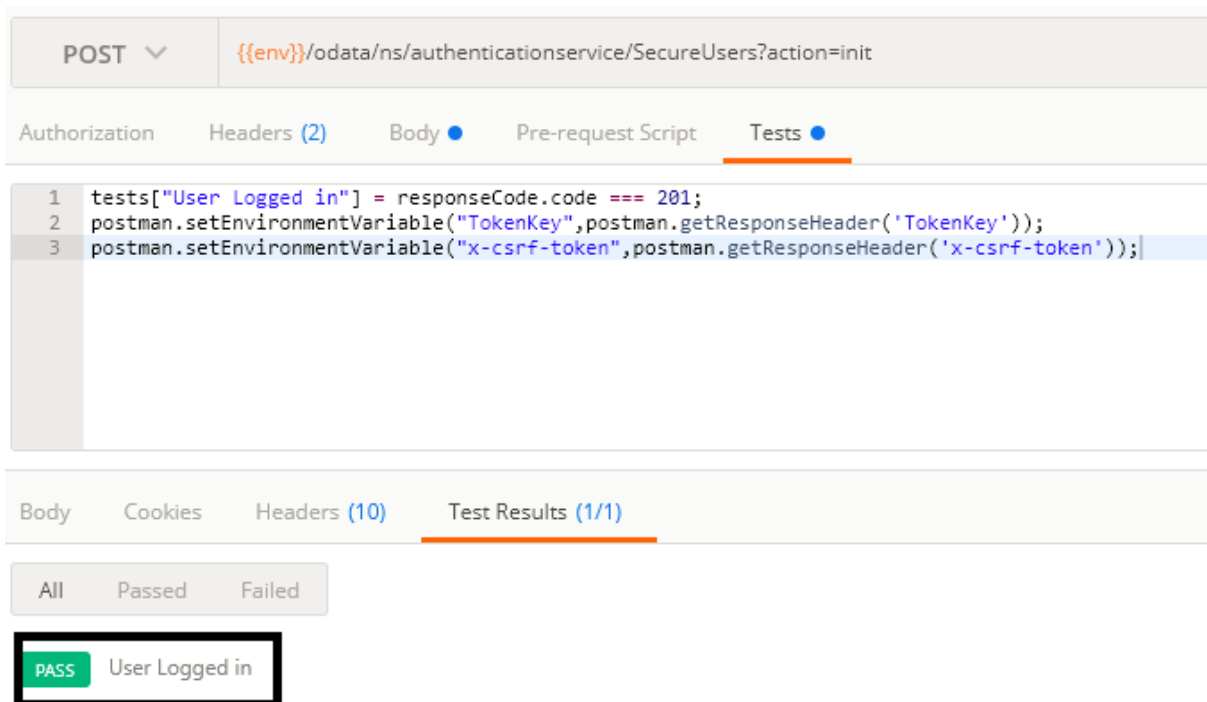 POST {{env}}/odata/ns/authenticationservice/SecureUsers?action=init
Authorization Headers (2) Body Pre-request Script Tests
1 tests["User Logged in"] = responseCode.code === 201;
2 postman.setEnvironmentVariable("TokenKey",postman.getResponseHeader('TokenKey'));
3 postman.setEnvironmentVariable("x-csrf-token",postman.getResponseHeader('x-csrf-token'));
Body Cookies Headers (10) Test Results (1/1)
All Passed Failed
PASS User Logged in